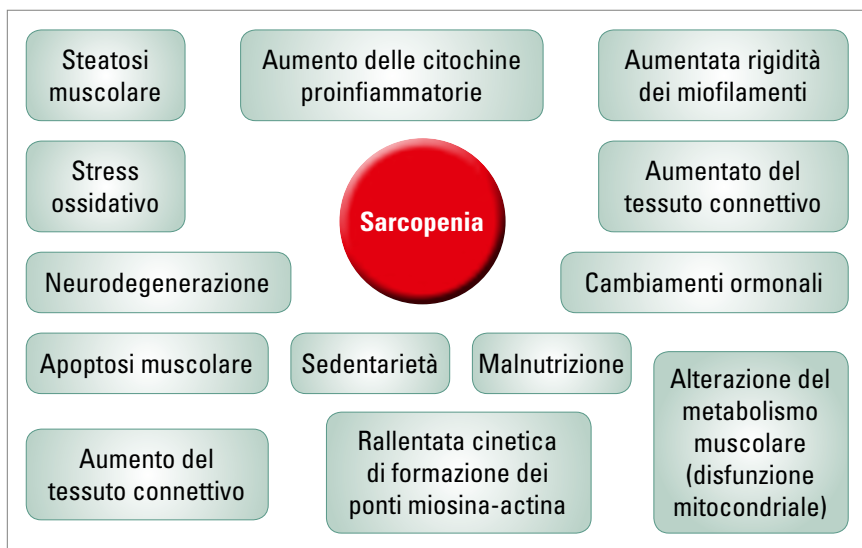 Steatosi
muscolare
Aumento delle citochine
proinfiammatorie
Aumentata rigidità
dei miofilamenti
Stress
ossidativo
Sarcopenia
Aumentato del
tessuto connettivo
Neurodegenerazione
Cambiamenti ormonali
Apoptosi muscolare
Sedentarietà
Malnutrizione
Alterazione del
metabolismo
muscolare
(disfunzione
mitocondriale)
Aumento del
tessuto connettivo
Rallentata cinetica
di formazione dei
ponti miosina-actina